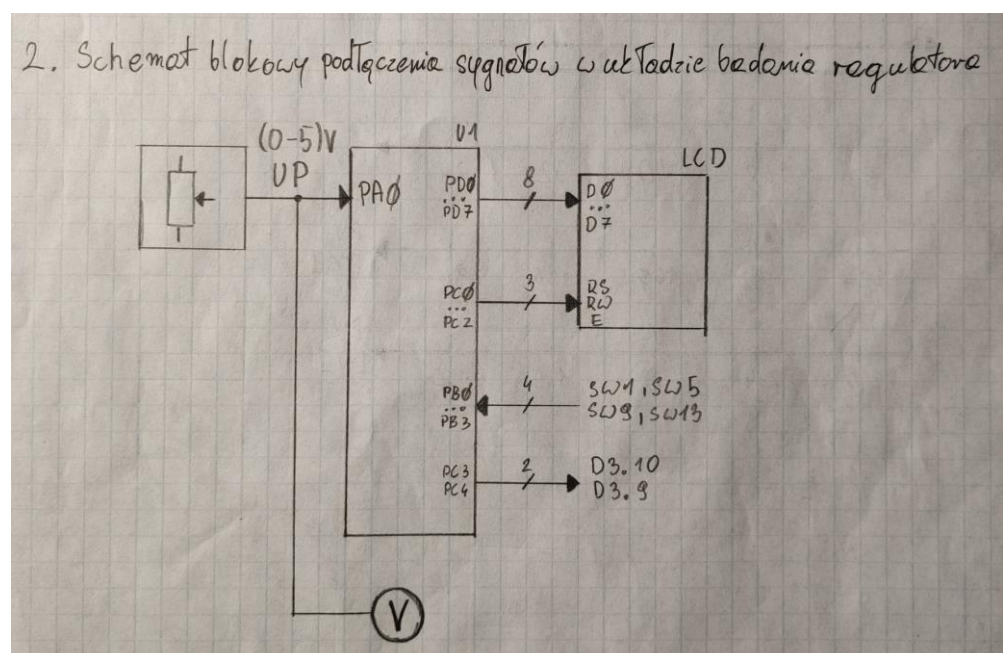 2. Schemat blokowy podłączenia sygnałów w układzie badania regulatora
(0-5)V
UP
U1
PAØ
PDØ
...
PD7
8
LCD
DØ
...
D7
PCØ
...
PC2
3
RS
RW
E
PBØ
...
PB3
4
SW1, SW5
SW9, SW13
PC3
PC4
2
D3.10
D3.9
V